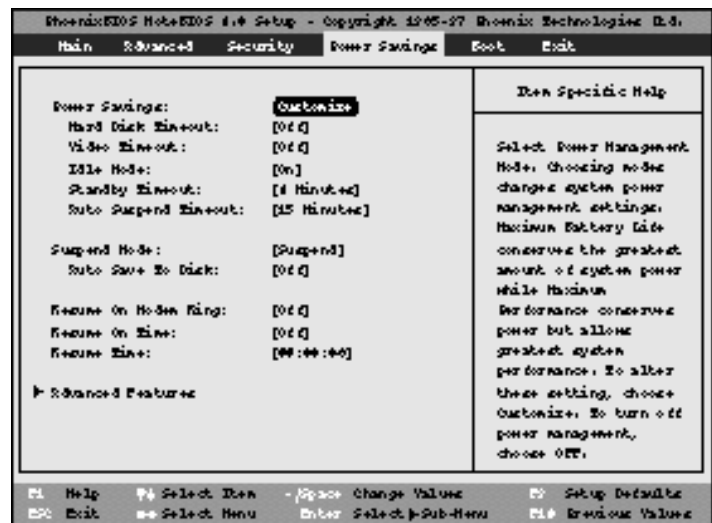 PhoenixBIOS NoteBIOS 4.0 Setup - Copyright 1985-97 Phoenix Technologies Ltd.
Main Advanced Security Power Savings Boot Exit
Item Specific Help
Power Savings: Customize
Hard Disk Timeout: [Off]
Video Timeout: [Off]
Idle Mode: [On]
Standby Timeout: [4 Minutes]
Auto Suspend Timeout: [15 Minutes]
Suspend Mode: [Suspend]
Auto Save To Disk: [Off]
Resume On Modem Ring: [Off]
Resume On Time: [Off]
Resume Time: [00:00:00]
Advanced Features
Select Power Management
Mode. Choosing modes
changes system power
management settings.
Maximum Battery Life
conserves the greatest
amount of system power
while Maximum
Performance conserves
power but allows
greatest system
performance. To alter
these setting, choose
Customize. To turn off
power management,
choose OFF.
F1 Help ↑↓ Select Item -/Space Change Values F9 Setup Defaults
ESC Exit ←→ Select Menu Enter Select ▶ Sub-Menu F10 Previous Values